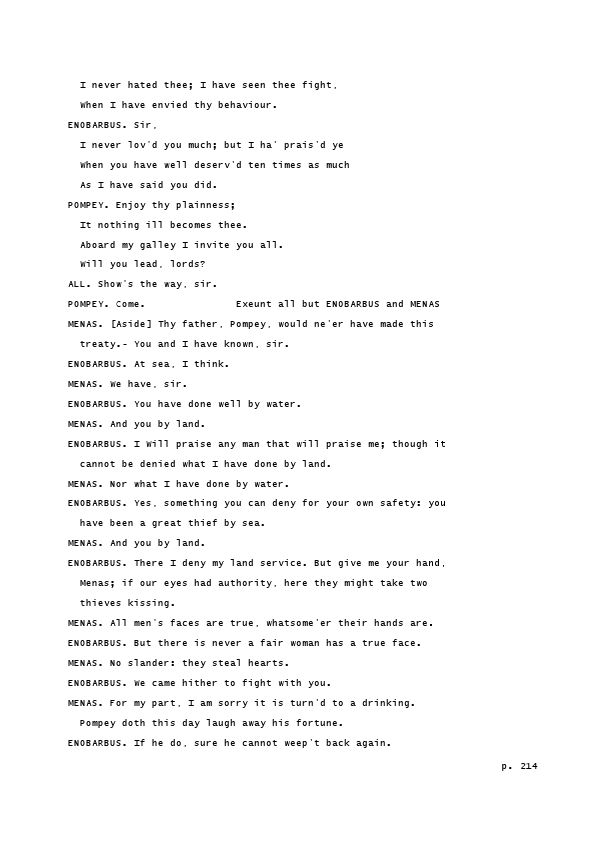 I never hated thee; I have seen thee fight,
When I have envied thy behaviour.
ENOBARBUS. Sir,
I never lov'd you much; but I ha' prais'd ye
When you have well deserv'd ten times as much
As I have said you did.
POMPEY. Enjoy thy plainness;
It nothing ill becomes thee.
Aboard my galley I invite you all.
Will you lead, lords?
ALL. Show's the way, sir.
POMPEY. Come. Exeunt all but ENOBARBUS and MENAS
MENAS. [Aside] Thy father, Pompey, would ne'er have made this
treaty.- You and I have known, sir.
ENOBARBUS. At sea, I think.
MENAS. We have, sir.
ENOBARBUS. You have done well by water.
MENAS. And you by land.
ENOBARBUS. I Will praise any man that will praise me; though it
cannot be denied what I have done by land.
MENAS. Nor what I have done by water.
ENOBARBUS. Yes, something you can deny for your own safety: you
have been a great thief by sea.
MENAS. And you by land.
ENOBARBUS. There I deny my land service. But give me your hand,
Menas; if our eyes had authority, here they might take two
thieves kissing.
MENAS. All men's faces are true, whatsome'er their hands are.
ENOBARBUS. But there is never a fair woman has a true face.
MENAS. No slander: they steal hearts.
ENOBARBUS. We came hither to fight with you.
MENAS. For my part, I am sorry it is turn'd to a drinking.
Pompey doth this day laugh away his fortune.
ENOBARBUS. If he do, sure he cannot weep't back again.
p. 214